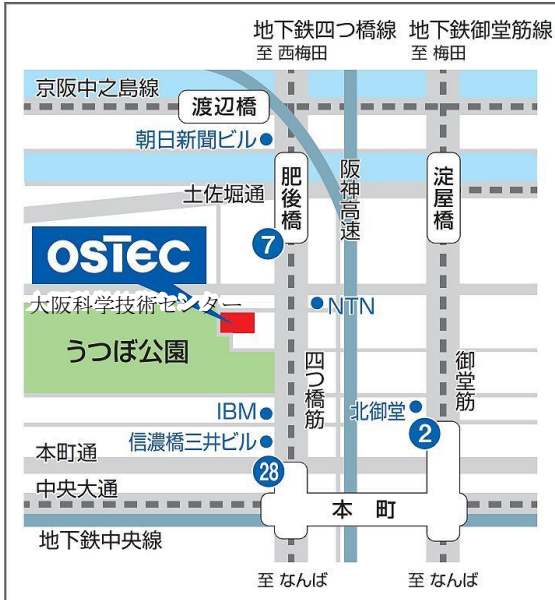 地下鉄四つ橋線
地下鉄御堂筋線
至 西梅田
至 梅田
京阪中之島線
渡辺橋
朝日新聞ビル
肥後橋
阪神高速
淀屋橋
土佐堀通
7
OSTEC
大阪科学技術センター
NTN
うつぼ公園
四つ橋筋
御堂筋
IBM
北御堂
2
信濃橋三井ビル
本町通
28
中央大通
本町
地下鉄中央線
至 なんば
至 なんば